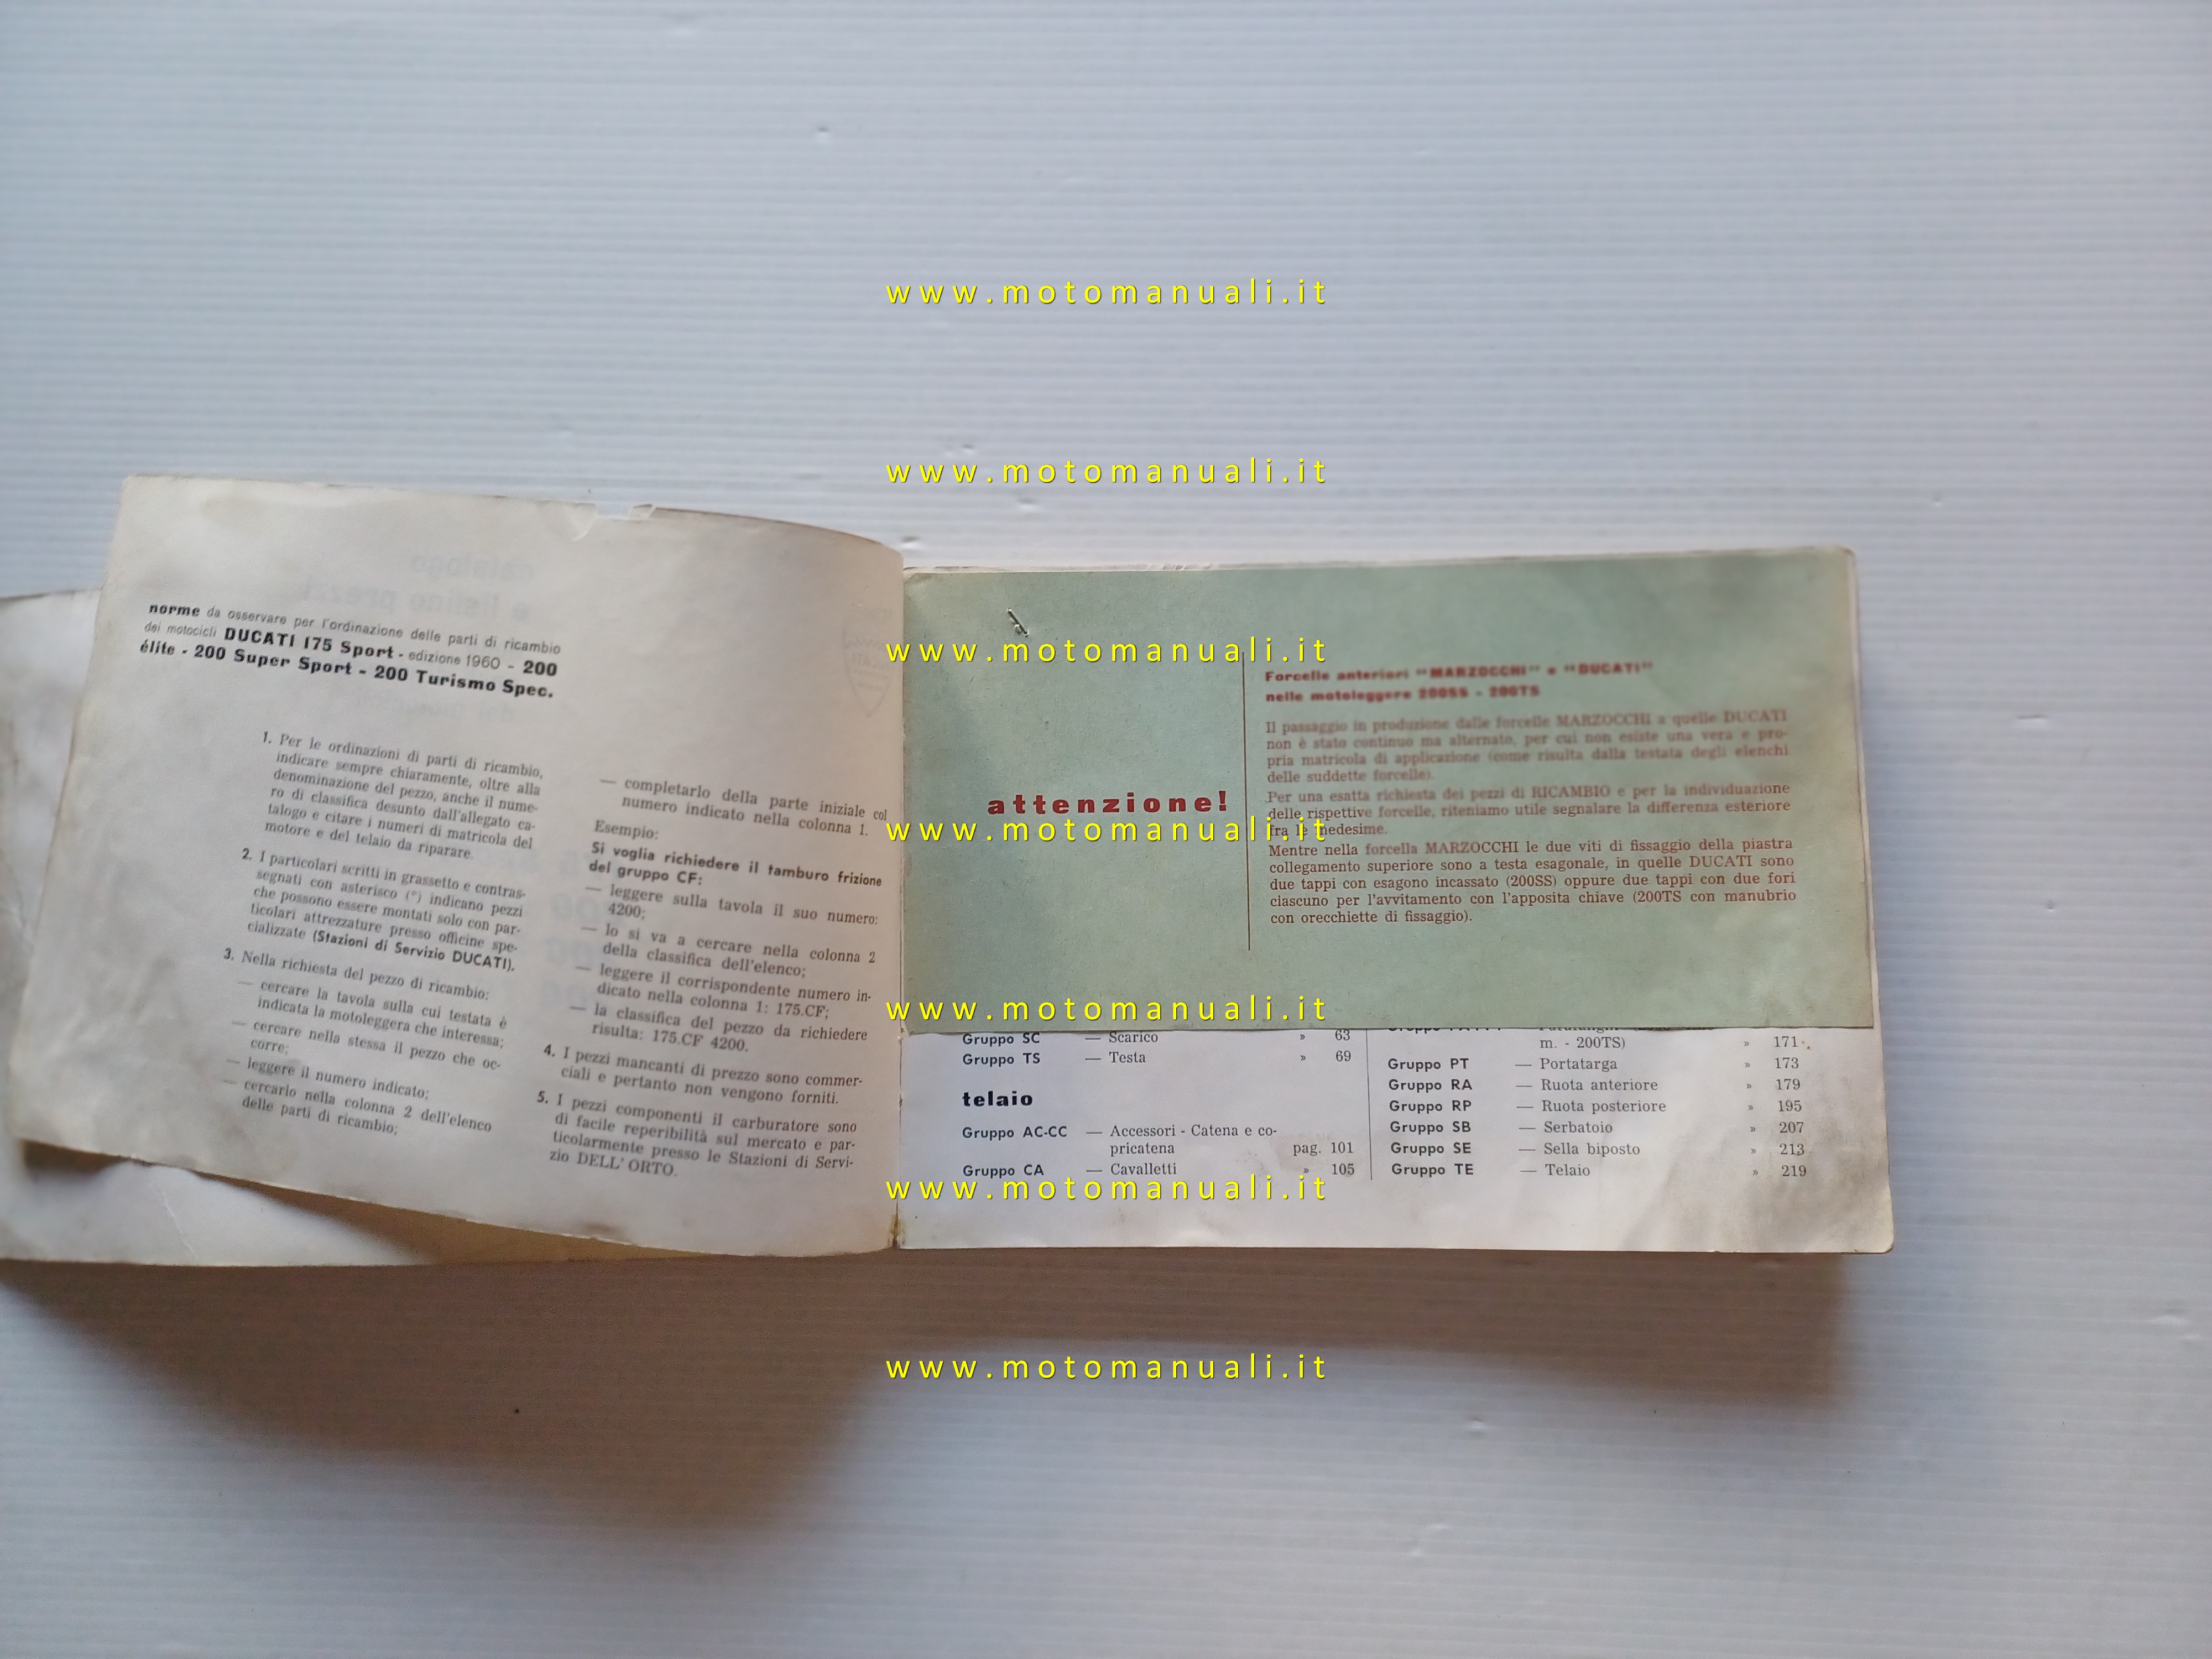 norme da osservare per l'ordinazione delle parti di ricambio
dei motocicli DUCATI 175 Sport - edizione 1960 - 200
élite - 200 Super Sport - 200 Turismo Spec.
1. Per le ordinazioni di parti di ricambio,
indicare sempre chiaramente, oltre alla
denominazione del pezzo, anche il nume-
ro di classifica desunto dall'allegato ca-
talogo e citare i numeri di matricola del
motore e del telaio da riparare.
2. I particolari scritti in grassetto e contras-
segnati con asterisco (*) indicano pezzi
che possono essere montati solo con par-
ticolari attrezzature presso officine spe-
cializzate (Stazioni di Servizio DUCATI).
3. Nella richiesta del pezzo di ricambio:
— cercare la tavola sulla cui testata è
indicata la motoleggera che interessa;
— cercare nella stessa il pezzo che oc-
corre;
— leggere il numero indicato;
— cercarlo nella colonna 2 dell'elenco
delle parti di ricambio;
— completarlo della parte iniziale col
numero indicato nella colonna 1.
Esempio:
Si voglia richiedere il tamburo frizione
del gruppo CF:
— leggere sulla tavola il suo numero:
4200;
— lo si va a cercare nella colonna 2
della classifica dell'elenco;
— leggere il corrispondente numero in-
dicato nella colonna 1: 175.CF;
— la classifica del pezzo da richiedere
risulta: 175.CF 4200.
4. I pezzi mancanti di prezzo sono commer-
ciali e pertanto non vengono forniti.
5. I pezzi componenti il carburatore sono
di facile reperibilità sul mercato e par-
ticolarmente presso le Stazioni di Servi-
zio DELL'ORTO.
attenzione!
Forcelle anteriori "MARZOCCHI" e "DUCATI"
nelle motoleggere 200SS - 200TS
Il passaggio in produzione dalle forcelle MARZOCCHI a quelle DUCATI
non è stato continuo ma alternato, per cui non esiste una vera e pro-
pria matricola di applicazione (come risulta dalla testata degli elenchi
delle suddette forcelle).
Per una esatta richiesta dei pezzi di RICAMBIO e per la individuazione
delle rispettive forcelle, riteniamo utile segnalare la differenza esteriore
fra le medesime.
Mentre nella forcella MARZOCCHI le due viti di fissaggio della piastra
collegamento superiore sono a testa esagonale, in quelle DUCATI sono
due tappi con esagono incassato (200SS) oppure due tappi con due fori
ciascuno per l'avvitamento con l'apposita chiave (200TS con manubrio
con orecchiette di fissaggio).
Gruppo SC — Scarico » 63
Gruppo TS — Testa » 69
telaio
Gruppo AC-CC — Accessori - Catena e co-
pricatena pag. 101
Gruppo CA — Cavalletti » 105
m. - 200TS) » 171
Gruppo PT — Portatarga » 173
Gruppo RA — Ruota anteriore » 179
Gruppo RP — Ruota posteriore » 195
Gruppo SB — Serbatoio » 207
Gruppo SE — Sella biposto » 213
Gruppo TE — Telaio » 219
www.motomanuali.it
www.motomanuali.it
www.motomanuali.it
www.motomanuali.it
www.motomanuali.it
www.motomanuali.it
www.motomanuali.it